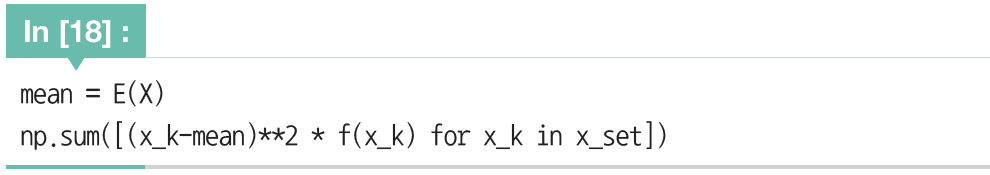 In [18] :
mean = E(X)
np.sum([(x_k-mean)**2 * f(x_k) for x_k in x_set])